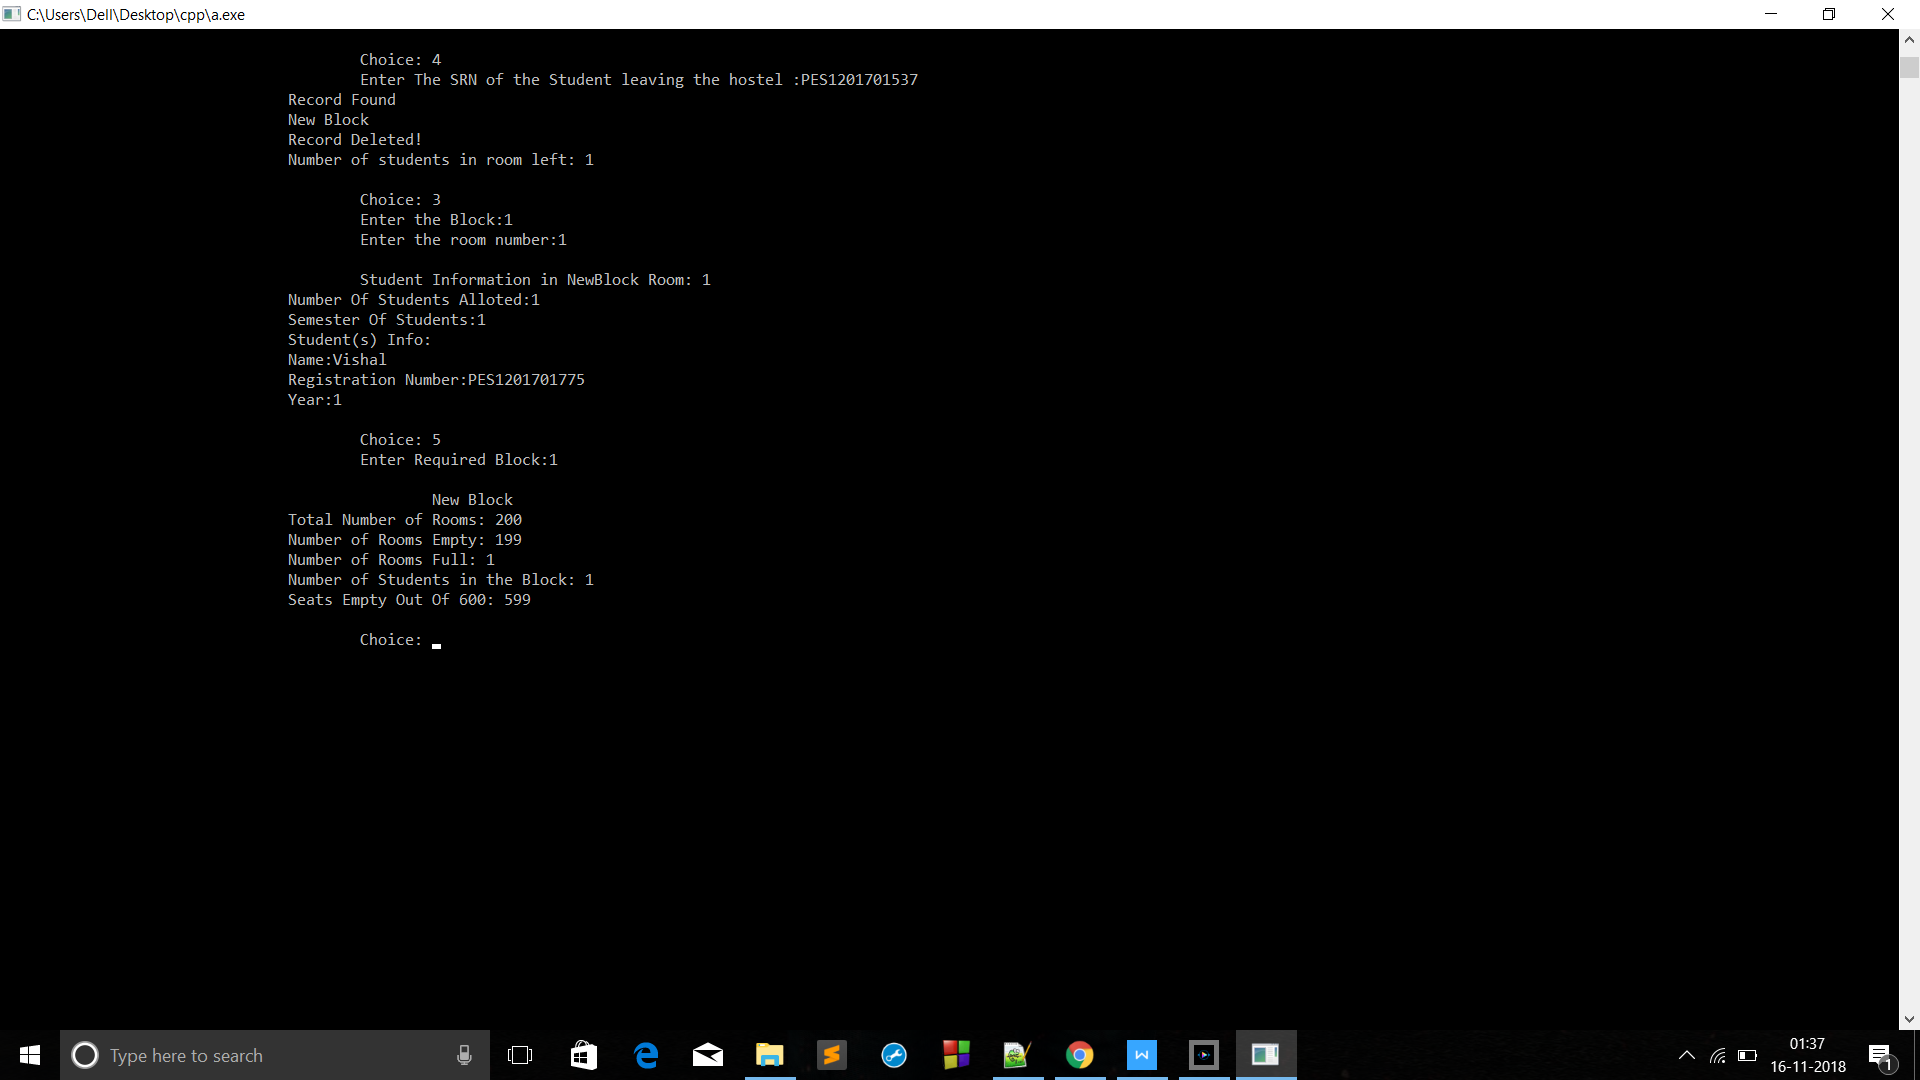 C:\Users\Dell\Desktop\cpp\a.exe
Choice: 4
Enter The SRN of the Student leaving the hostel :PES1201701537
Record Found
New Block
Record Deleted!
Number of students in room left: 1
Choice: 3
Enter the Block:1
Enter the room number:1
Student Information in NewBlock Room: 1
Number Of Students Alloted:1
Semester Of Students:1
Student(s) Info:
Name:Vishal
Registration Number:PES1201701775
Year:1
Choice: 5
Enter Required Block:1
New Block
Total Number of Rooms: 200
Number of Rooms Empty: 199
Number of Rooms Full: 1
Number of Students in the Block: 1
Seats Empty Out Of 600: 599
Choice:
Type here to search
01:37
16-11-2018
1